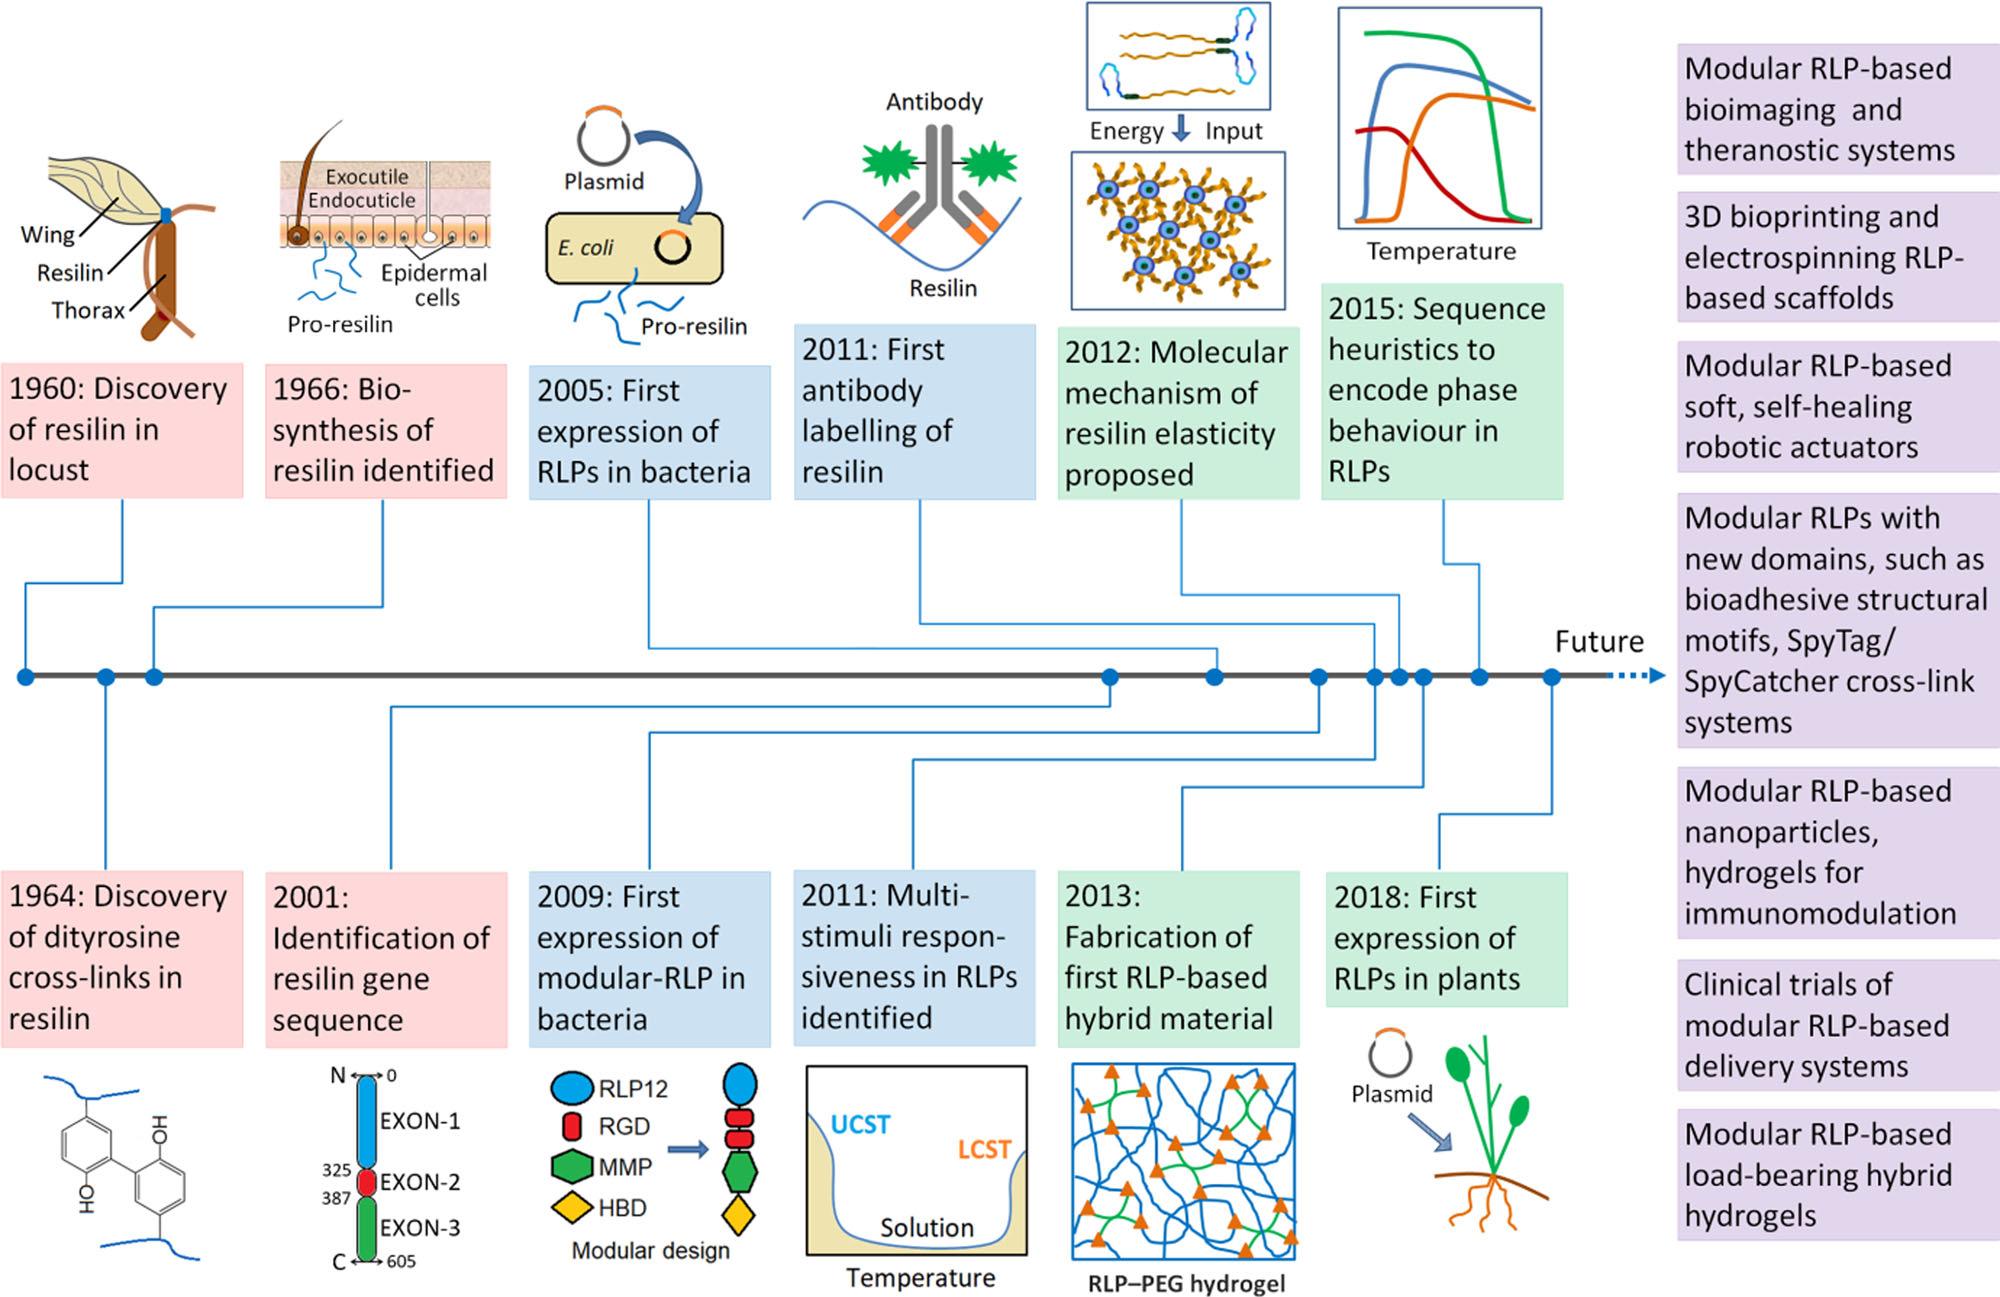 Wing
Resilin
Thorax
1960: Discovery
of resilin in
locust
Exocutile
Endocuticle
Epidermal
cells
Pro-resilin
1966: Bio-
synthesis of
resilin identified
Plasmid
E. coli
Pro-resilin
2005: First
expression of
RLPs in bacteria
Antibody
Resilin
2011: First
antibody
labelling of
resilin
Energy Input
2012: Molecular
mechanism of
resilin elasticity
proposed
Temperature
2015: Sequence
heuristics to
encode phase
behaviour in
RLPs
Future
1964: Discovery
of dityrosine
cross-links in
resilin
OH
HO
2001:
Identification of
resilin gene
sequence
N 0
EXON-1
325
EXON-2
387
EXON-3
C 605
2009: First
expression of
modular-RLP in
bacteria
RLP12
RGD
MMP
HBD
Modular design
2011: Multi-
stimuli respon-
siveness in RLPs
identified
UCST
LCST
Solution
Temperature
2013:
Fabrication of
first RLP-based
hybrid material
RLP–PEG hydrogel
2018: First
expression of
RLPs in plants
Plasmid
Modular RLP-based
bioimaging and
theranostic systems
3D bioprinting and
electrospinning RLP-
based scaffolds
Modular RLP-based
soft, self-healing
robotic actuators
Modular RLPs with
new domains, such as
bioadhesive structural
motifs, SpyTag/
SpyCatcher cross-link
systems
Modular RLP-based
nanoparticles,
hydrogels for
immunomodulation
Clinical trials of
modular RLP-based
delivery systems
Modular RLP-based
load-bearing hybrid
hydrogels